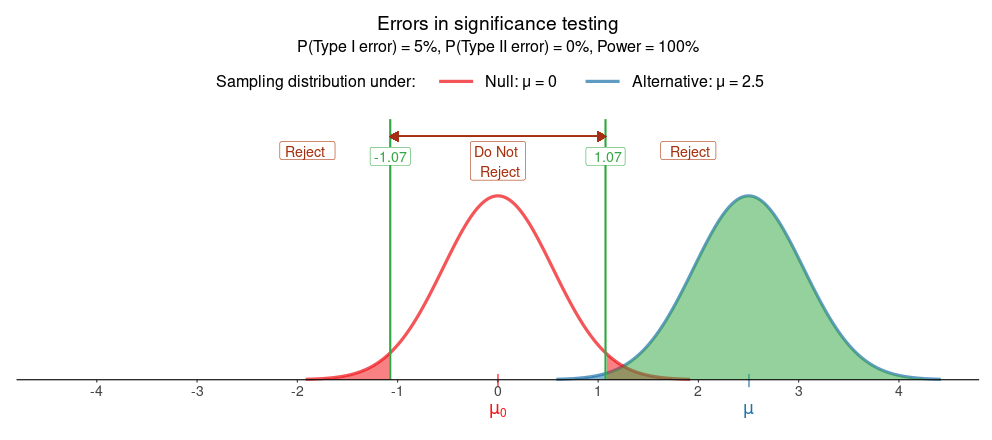 Errors in significance testing
P(Type I error) = 5%, P(Type II error) = 0%, Power = 100%
Sampling distribution under: Null: μ = 0 Alternative: μ = 2.5
Reject
-1.07
Do Not
Reject
1.07
Reject
-4 -3 -2 -1 0 1 2 3 4
μ₀ μ